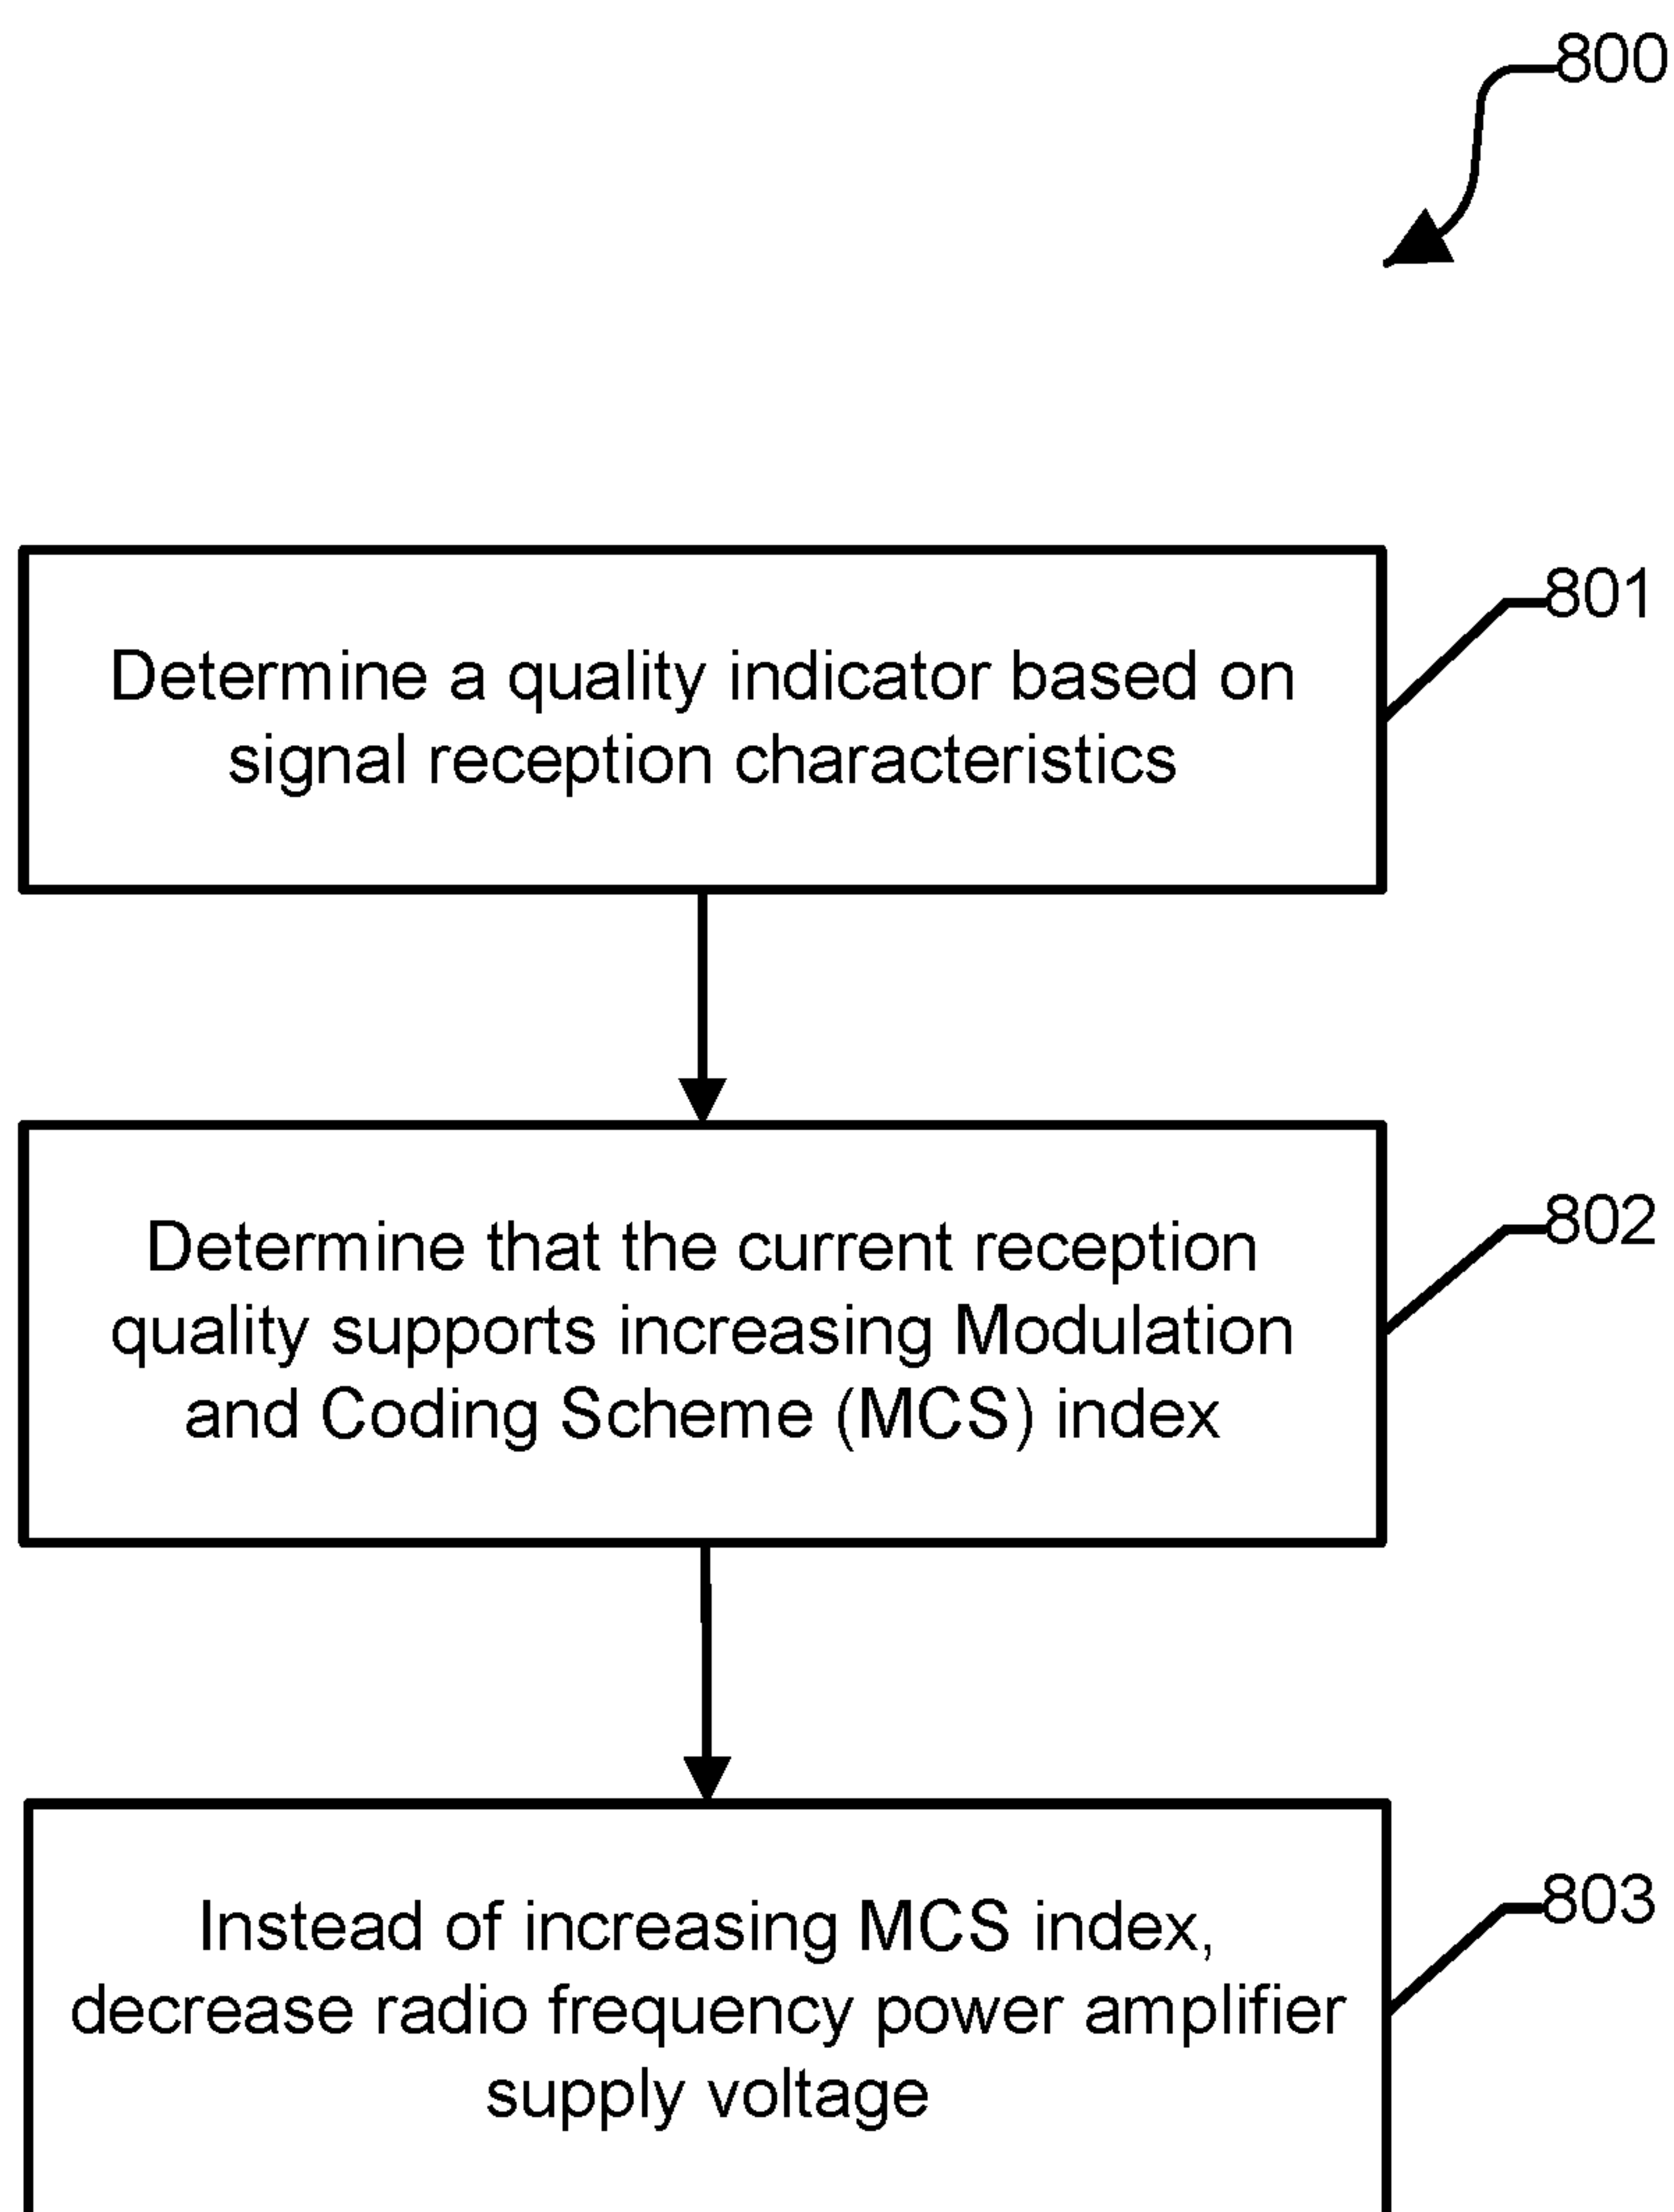 800
801
Determine a quality indicator based on
signal reception characteristics
802
Determine that the current reception
quality supports increasing Modulation
and Coding Scheme (MCS) index
803
Instead of increasing MCS index,
decrease radio frequency power amplifier
supply voltage